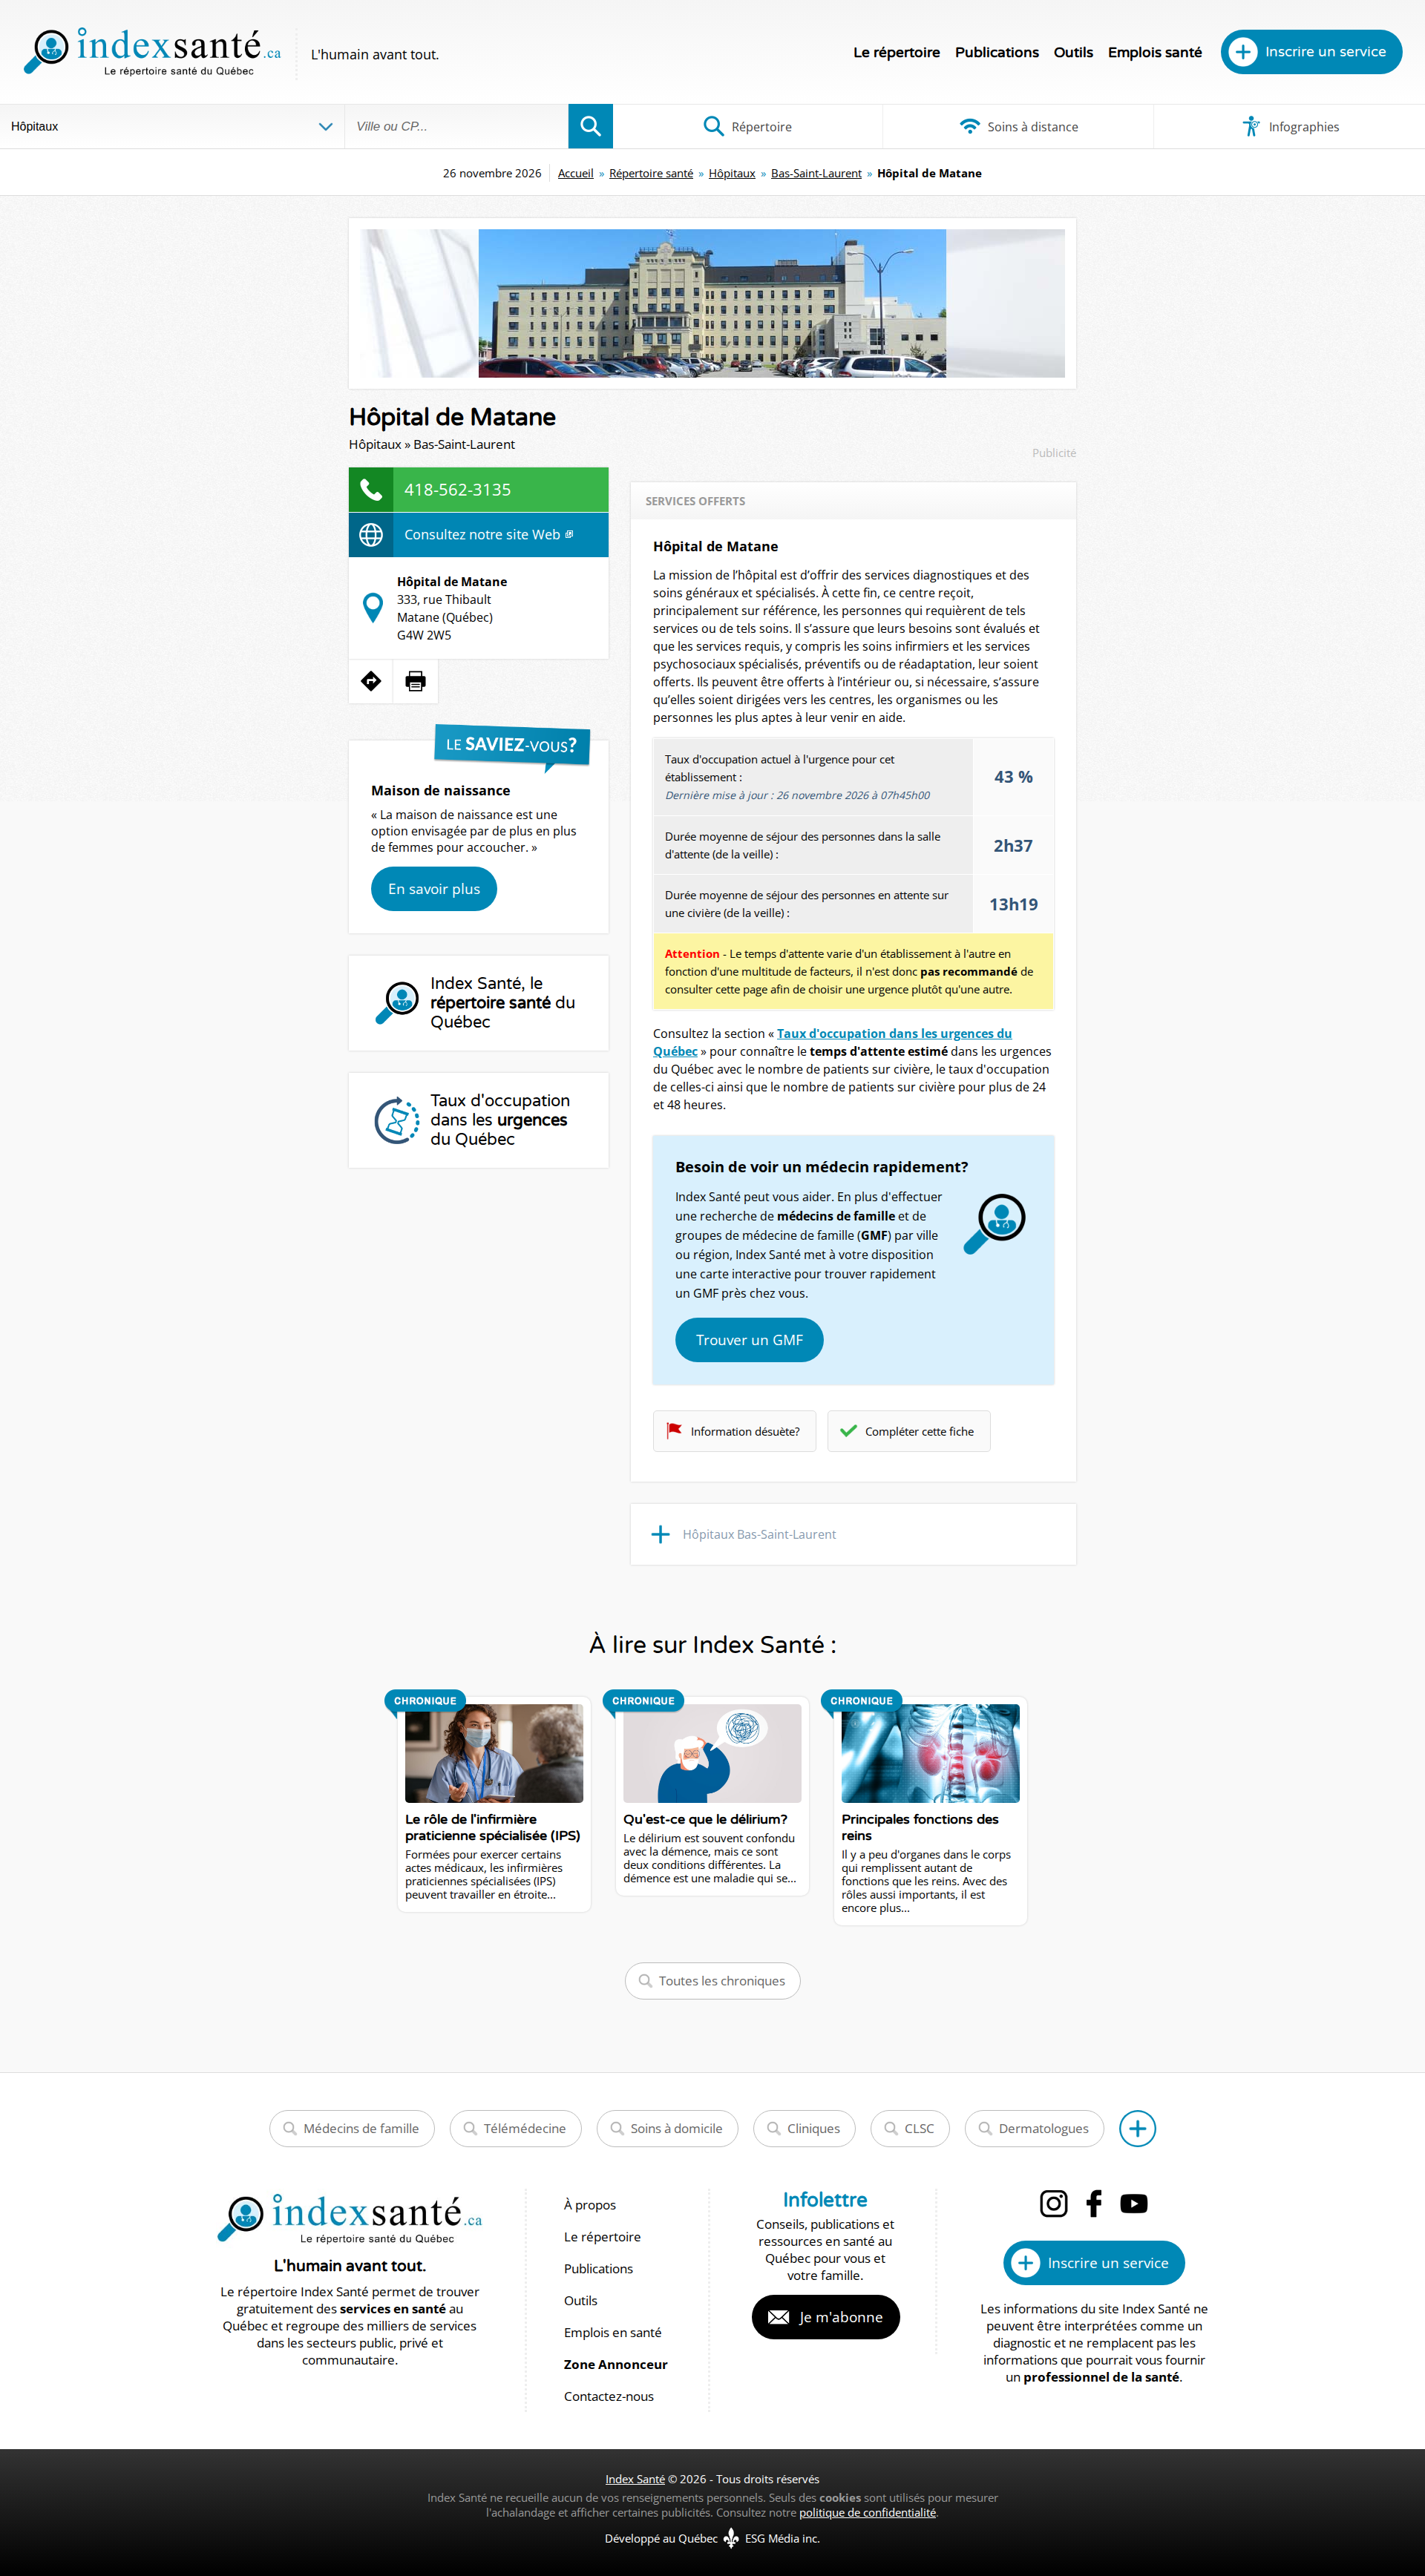 indexsanté.ca
Le répertoire santé du Québec
L'humain avant tout.
Le répertoire
Publications
Outils
Emplois santé
Inscrire un service
Hôpitaux
Ville ou CP...
Répertoire
Soins à distance
Infographies
26 novembre 2026
Accueil » Répertoire santé » Hôpitaux » Bas-Saint-Laurent » Hôpital de Matane
Hôpital de Matane
Hôpitaux » Bas-Saint-Laurent
Publicité
418-562-3135
Consultez notre site Web
Hôpital de Matane
333, rue Thibault
Matane (Québec)
G4W 2W5
LE SAVIEZ-VOUS?
Maison de naissance
« La maison de naissance est une
option envisagée par de plus en plus
de femmes pour accoucher. »
En savoir plus
Index Santé, le
répertoire santé du
Québec
Taux d'occupation
dans les urgences
du Québec
SERVICES OFFERTS
Hôpital de Matane
La mission de l’hôpital est d’offrir des services diagnostiques et des
soins généraux et spécialisés. À cette fin, ce centre reçoit,
principalement sur référence, les personnes qui requièrent de tels
services ou de tels soins. Il s’assure que leurs besoins sont évalués et
que les services requis, y compris les soins infirmiers et les services
psychosociaux spécialisés, préventifs ou de réadaptation, leur soient
offerts. Ils peuvent être offerts à l’intérieur ou, si nécessaire, s’assure
qu’elles soient dirigées vers les centres, les organismes ou les
personnes les plus aptes à leur venir en aide.
Taux d'occupation actuel à l'urgence pour cet
établissement :
Dernière mise à jour : 26 novembre 2026 à 07h45h00
43 %
Durée moyenne de séjour des personnes dans la salle
d'attente (de la veille) :
2h37
Durée moyenne de séjour des personnes en attente sur
une civière (de la veille) :
13h19
Attention - Le temps d'attente varie d'un établissement à l'autre en
fonction d'une multitude de facteurs, il n'est donc pas recommandé de
consulter cette page afin de choisir une urgence plutôt qu'une autre.
Consultez la section « Taux d'occupation dans les urgences du
Québec » pour connaître le temps d'attente estimé dans les urgences
du Québec avec le nombre de patients sur civière, le taux d'occupation
de celles-ci ainsi que le nombre de patients sur civière pour plus de 24
et 48 heures.
Besoin de voir un médecin rapidement?
Index Santé peut vous aider. En plus d'effectuer
une recherche de médecins de famille et de
groupes de médecine de famille (GMF) par ville
ou région, Index Santé met à votre disposition
une carte interactive pour trouver rapidement
un GMF près chez vous.
Trouver un GMF
Information désuète?
Compléter cette fiche
Hôpitaux Bas-Saint-Laurent
À lire sur Index Santé :
CHRONIQUE
Le rôle de l'infirmière
praticienne spécialisée (IPS)
Formées pour exercer certains
actes médicaux, les infirmières
praticiennes spécialisées (IPS)
peuvent travailler en étroite...
CHRONIQUE
Qu'est-ce que le délirium?
Le délirium est souvent confondu
avec la démence, mais ce sont
deux conditions différentes. La
démence est une maladie qui se...
CHRONIQUE
Principales fonctions des
reins
Il y a peu d'organes dans le corps
qui remplissent autant de
fonctions que les reins. Avec des
rôles aussi importants, il est
encore plus...
Toutes les chroniques
Médecins de famille
Télémédecine
Soins à domicile
Cliniques
CLSC
Dermatologues
indexsanté.ca
Le répertoire santé du Québec
L'humain avant tout.
Le répertoire Index Santé permet de trouver
gratuitement des services en santé au
Québec et regroupe des milliers de services
dans les secteurs public, privé et
communautaire.
À propos
Le répertoire
Publications
Outils
Emplois en santé
Zone Annonceur
Contactez-nous
Infolettre
Conseils, publications et
ressources en santé au
Québec pour vous et
votre famille.
Je m'abonne
Inscrire un service
Les informations du site Index Santé ne
peuvent être interprétées comme un
diagnostic et ne remplacent pas les
informations que pourrait vous fournir
un professionnel de la santé.
Index Santé © 2026 - Tous droits réservés
Index Santé ne recueille aucun de vos renseignements personnels. Seuls des cookies sont utilisés pour mesurer
l'achalandage et afficher certaines publicités. Consultez notre politique de confidentialité.
Développé au Québec ESG Média inc.